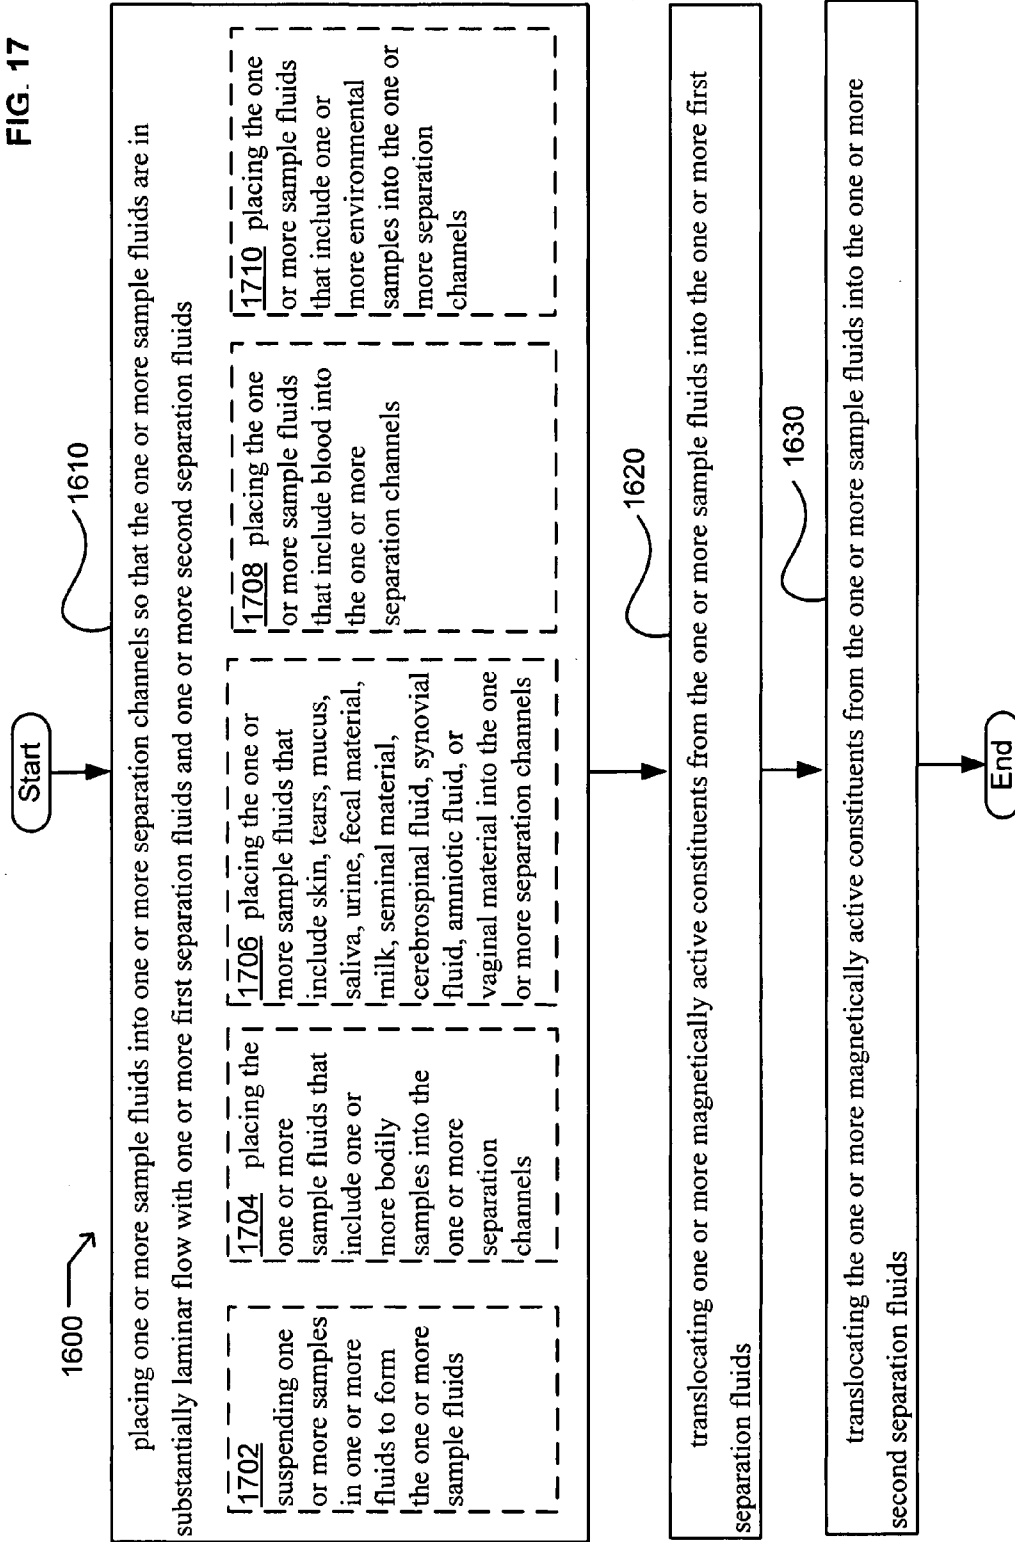 FIG. 17
1600
Start
1610
placing one or more sample fluids into one or more separation channels so that the one or more sample fluids are in
substantially laminar flow with one or more first separation fluids and one or more second separation fluids
1702
suspending one
or more samples
in one or more
fluids to form
the one or more
sample fluids
1704 placing the
one or more
sample fluids that
include one or
more bodily
samples into the
one or more
separation
channels
1706 placing the one or
more sample fluids that
include skin, tears, mucus,
saliva, urine, fecal material,
milk, seminal material,
cerebrospinal fluid, synovial
fluid, amniotic fluid, or
vaginal material into the one
or more separation channels
1708 placing the one
or more sample fluids
that include blood into
the one or more
separation channels
1710 placing the one
or more sample fluids
that include one or
more environmental
samples into the one or
more separation
channels
1620
translocating one or more magnetically active constituents from the one or more sample fluids into the one or more first
separation fluids
1630
translocating the one or more magnetically active constituents from the one or more sample fluids into the one or more
second separation fluids
End